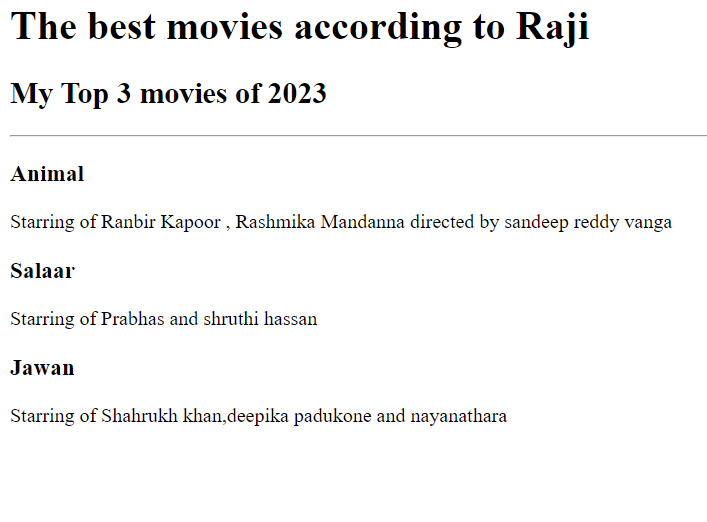 The best movies according to Raji
My Top 3 movies of 2023
Animal
Starring of Ranbir Kapoor , Rashmika Mandanna directed by sandeep reddy vanga
Salaar
Starring of Prabhas and shruthi hassan
Jawan
Starring of Shahrukh khan,deepika padukone and nayanathara